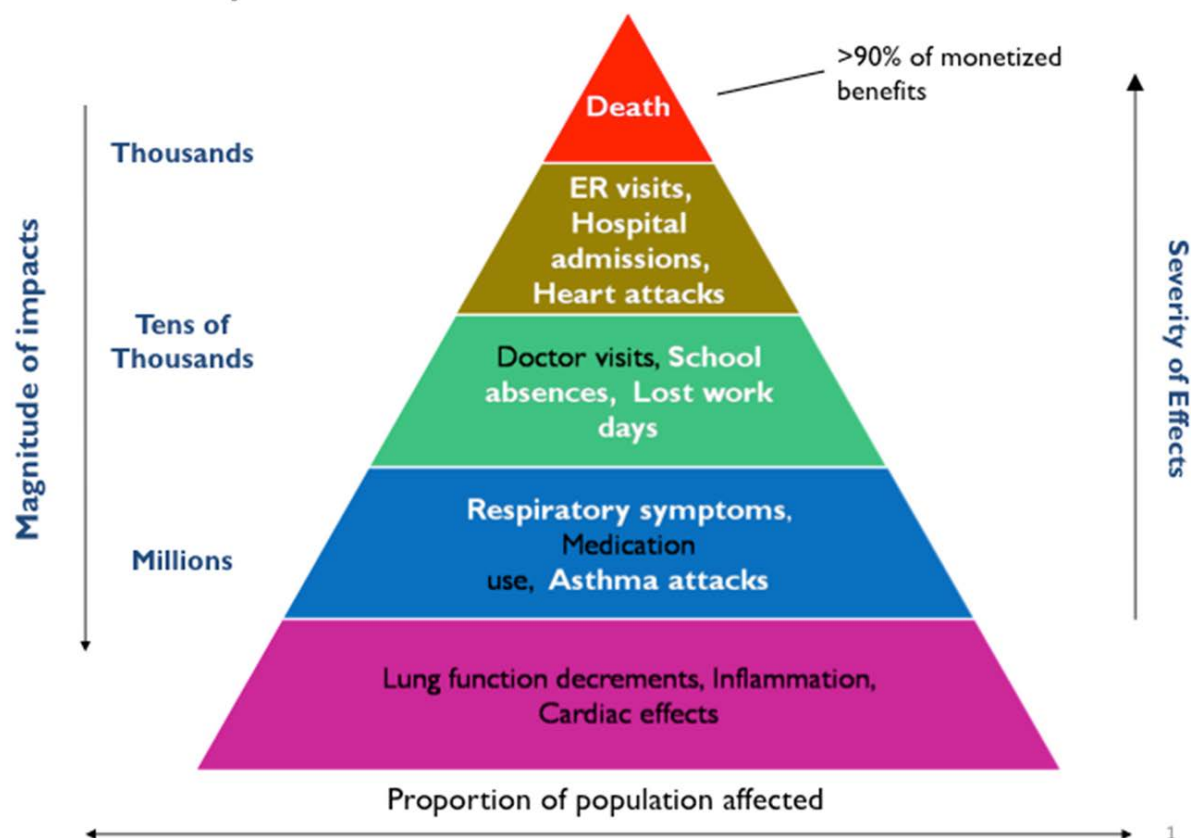 >90% of monetized
benefits
Death
Thousands
ER visits,
Hospital
admissions,
Heart attacks
Magnitude of impacts
Severity of Effects
Tens of
Thousands
Doctor visits, School
absences, Lost work
days
Respiratory symptoms,
Medication
use, Asthma attacks
Millions
Lung function decrements, Inflammation,
Cardiac effects
Proportion of population affected
1